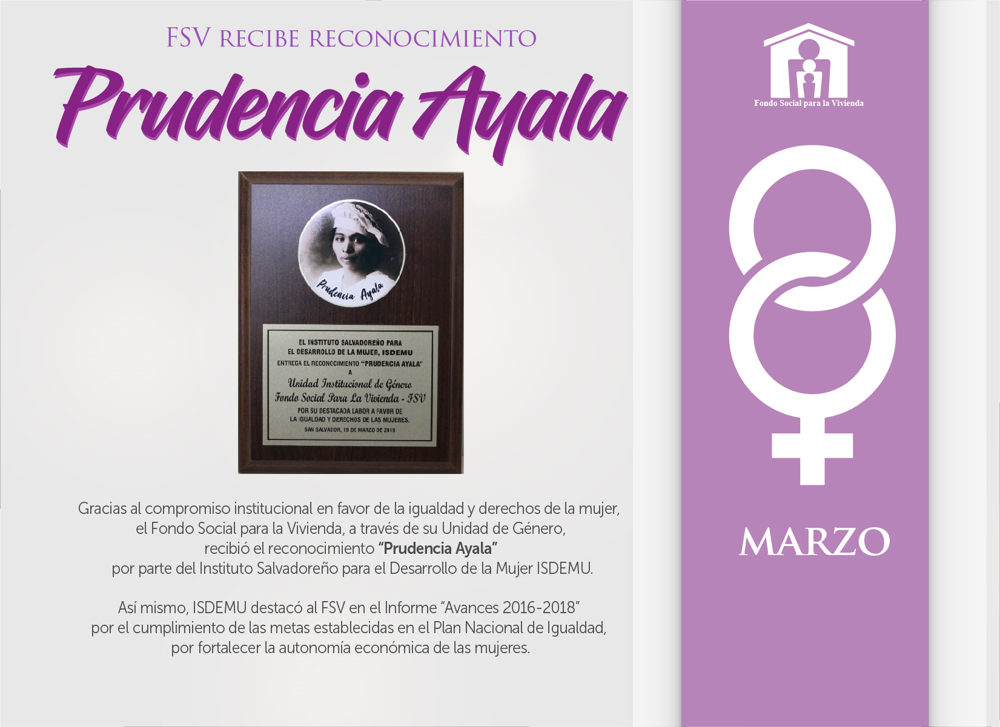 FSV RECIBE RECONOCIMIENTO
Prudencia Ayala
Prudencia Ayala
EL INSTITUTO SALVADOREÑO PARA
EL DESARROLLO DE LA MUJER, ISDEMU
ENTREGA EL RECONOCIMIENTO “PRUDENCIA AYALA”
A
Unidad Institucional de Género
Fondo Social Para La Vivienda - FSV
POR SU DESTACADA LABOR A FAVOR DE
LA IGUALDAD Y DERECHOS DE LAS MUJERES.
SAN SALVADOR, 19 DE MARZO DE 2019
Gracias al compromiso institucional en favor de la igualdad y derechos de la mujer,
el Fondo Social para la Vivienda, a través de su Unidad de Género,
recibió el reconocimiento “Prudencia Ayala”
por parte del Instituto Salvadoreño para el Desarrollo de la Mujer ISDEMU.
Así mismo, ISDEMU destacó al FSV en el Informe “Avances 2016-2018”
por el cumplimiento de las metas establecidas en el Plan Nacional de Igualdad,
por fortalecer la autonomía económica de las mujeres.
Fondo Social para la Vivienda
8
MARZO